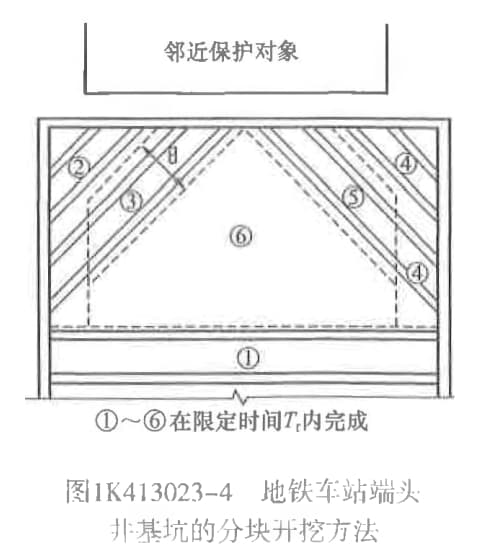 邻近保护对象
② B ④
③ ⑤
⑥
④
①
①～⑥在限定时间Tr内完成
图1K413023-4 地铁车站端头
井基坑的分块开挖方法